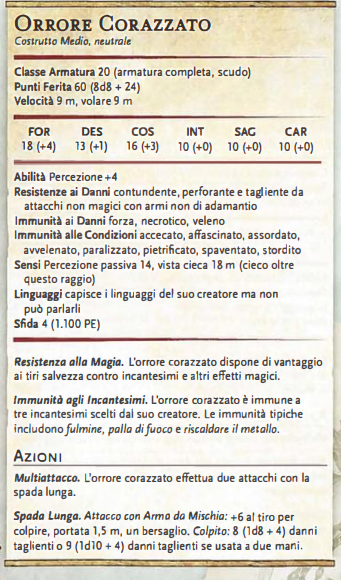 ORRORE CORAZZATO
Costrutto Medio, neutrale
Classe Armatura 20 (armatura completa, scudo)
Punti Ferita 60 (8d8 + 24)
Velocità 9 m, volare 9 m
FOR DES COS INT SAG CAR
18 (+4) 13 (+1) 16 (+3) 10 (+0) 10 (+0) 10 (+0)
Abilità Percezione +4
Resistenze ai Danni contundente, perforante e tagliente da
attacchi non magici con armi non di adamantio
Immunità ai Danni forza, necrotico, veleno
Immunità alle Condizioni accecato, affascinato, assordato,
avvelenato, paralizzato, pietrificato, spaventato, stordito
Sensi Percezione passiva 14, vista cieca 18 m (cieco oltre
questo raggio)
Linguaggi capisce i linguaggi del suo creatore ma non
può parlarli
Sfida 4 (1.100 PE)
Resistenza alla Magia. L'orrore corazzato dispone di vantaggio
ai tiri salvezza contro incantesimi e altri effetti magici.
Immunità agli Incantesimi. L'orrore corazzato è immune a
tre incantesimi scelti dal suo creatore. Le immunità tipiche
includono fulmine, palla di fuoco e riscaldare il metallo.
AZIONI
Multiattacco. L'orrore corazzato effettua due attacchi con la
spada lunga.
Spada Lunga. Attacco con Arma da Mischia: +6 al tiro per
colpire, portata 1,5 m, un bersaglio. Colpito: 8 (1d8 + 4) danni
taglienti o 9 (1d10 + 4) danni taglienti se usata a due mani.